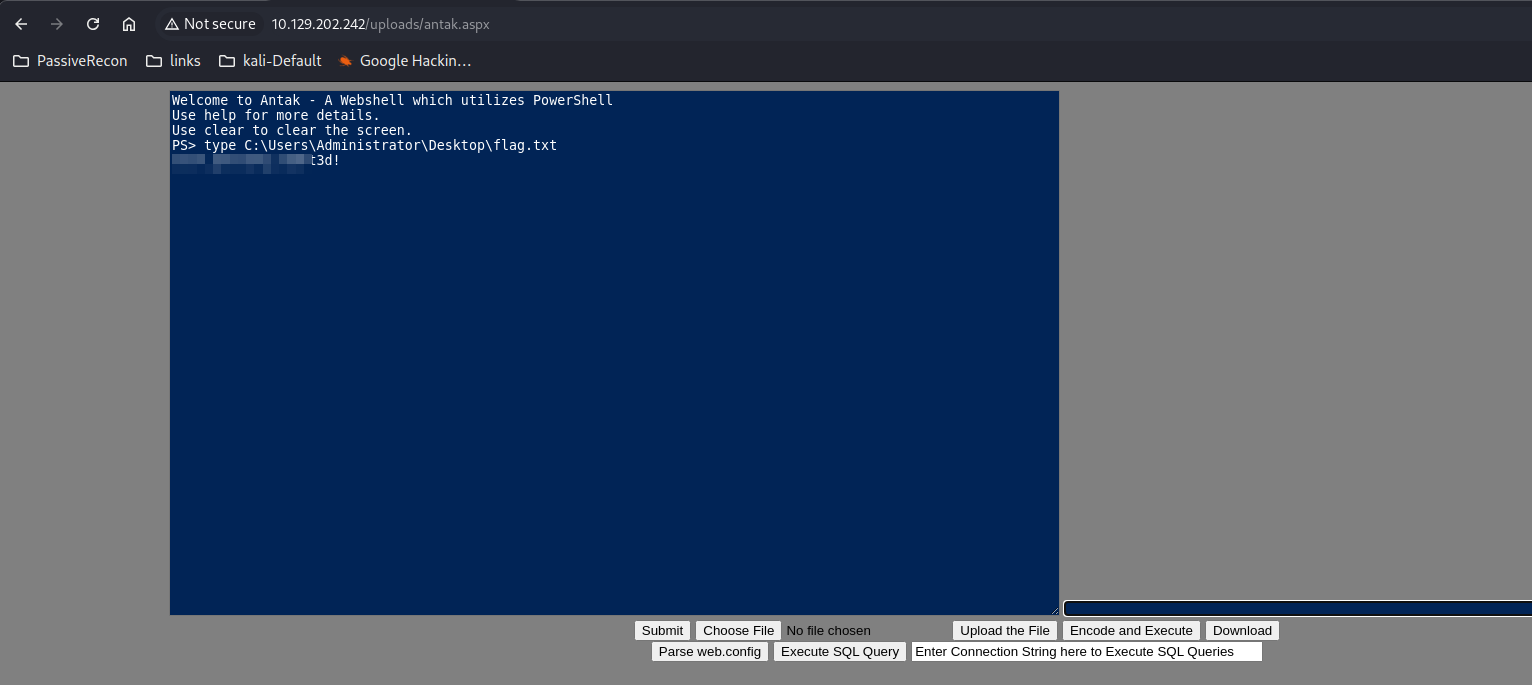 Not secure 10.129.202.242/uploads/antak.aspx
PassiveRecon links kali-Default Google Hackin…
Welcome to Antak - A Webshell which utilizes PowerShell
Use help for more details.
Use clear to clear the screen.
PS> type C:\Users\Administrator\Desktop\flag.txt
t3d!
Submit Choose File No file chosen Upload the File Encode and Execute Download
Parse web.config Execute SQL Query Enter Connection String here to Execute SQL Queries